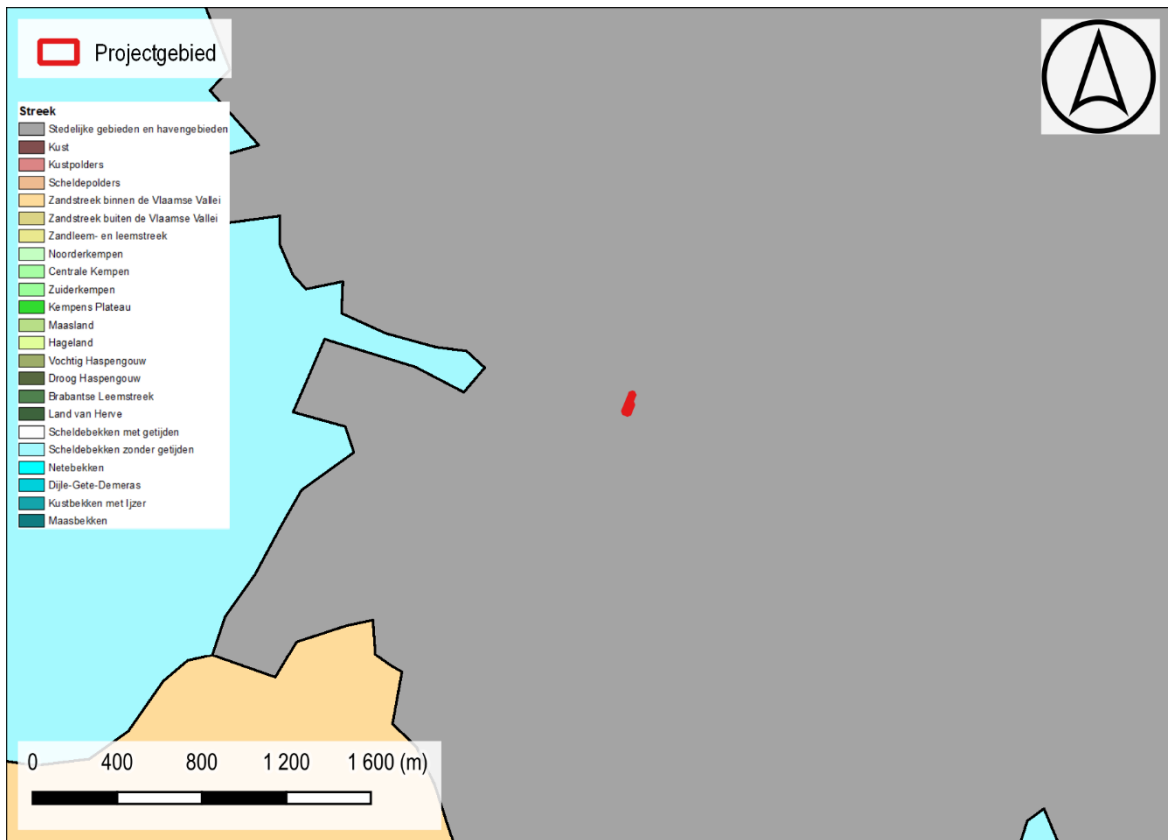 Projectgebied
Streek
Stedelijke gebieden en havengebieden
Kust
Kustpolders
Scheldepolders
Zandstreek binnen de Vlaamse Vallei
Zandstreek buiten de Vlaamse Vallei
Zandleem- en leemstreek
Noorderkempen
Centrale Kempen
Zuiderkempen
Kempens Plateau
Maasland
Hageland
Vochtig Haspengouw
Droog Haspengouw
Brabantse Leemstreek
Land van Herve
Scheldebekken met getijden
Scheldebekken zonder getijden
Netebekken
Dijle-Gete-Demeras
Kustbekken met Ijzer
Maasbekken
0 400 800 1 200 1 600 (m)